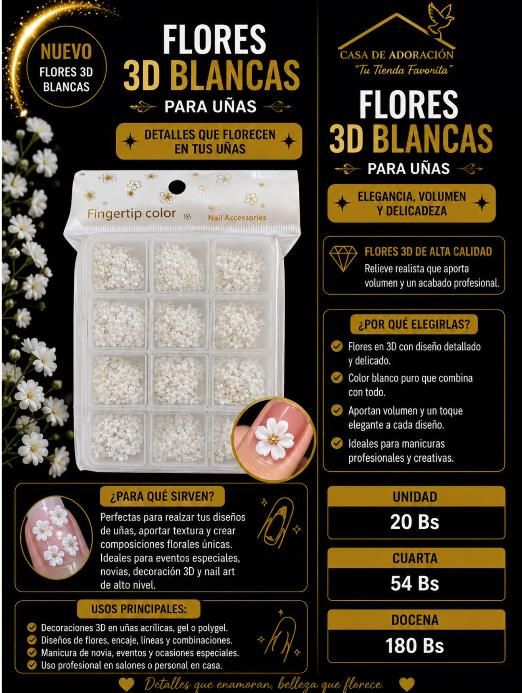 NUEVO
FLORES 3D
BLANCAS
FLORES
3D BLANCAS
PARA UÑAS
DETALLES QUE FLORECEN
EN TUS UÑAS
Fingertip color
Nail Accessories
¿PARA QUÉ SIRVEN?
Perfectas para realzar tus diseños
de uñas, aportar textura y crear
composiciones florales únicas.
Ideales para eventos especiales,
novias, decoración 3D y nail art
de alto nivel.
USOS PRINCIPALES:
Decoraciones 3D en uñas acrílicas, gel o polygel.
Diseños de flores, encaje, líneas y combinaciones.
Manicura de novia, eventos y ocasiones especiales.
Uso profesional en salones o personal en casa.
CASA DE ADORACIÓN
"Tu Tienda Favorita"
FLORES
3D BLANCAS
PARA UÑAS
ELEGANCIA, VOLUMEN
Y DELICADEZA
FLORES 3D DE ALTA CALIDAD
Relieve realista que aporta
volumen y un acabado profesional.
¿POR QUÉ ELEGIRLAS?
Flores en 3D con diseño detallado
y delicado.
Color blanco puro que combina
con todo.
Aportan volumen y un toque
elegante a cada diseño.
Ideales para manicuras
profesionales y creativas.
UNIDAD
20 Bs
CUARTA
54 Bs
DOCENA
180 Bs
Detalles que enamoran, belleza que florece.